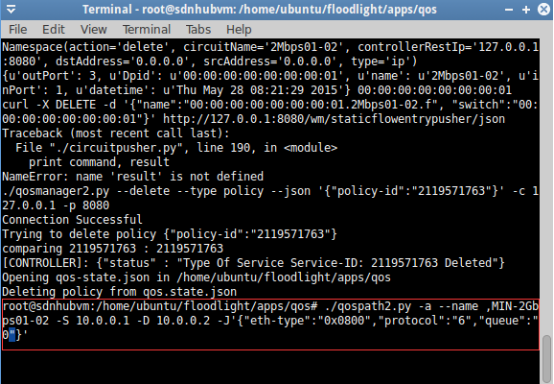 Terminal - root@sdnhubvm: /home/ubuntu/floodlight/apps/qos
File Edit View Terminal Tabs Help
Namespace(action='delete', circuitName='2Mbps01-02', controllerRestIp='127.0.0.1
:8080', dstAddress='0.0.0.0', srcAddress='0.0.0.0', type='ip')
{u'outPort': 3, u'Dpid': u'00:00:00:00:00:00:00:01', u'name': u'2Mbps01-02', u'i
nPort': 1, u'datetime': u'Thu May 28 08:21:29 2015'} 00:00:00:00:00:00:00:01
curl -X DELETE -d '{"name":"00:00:00:00:00:00:00:01.2Mbps01-02.f", "switch":"00:
00:00:00:00:00:00:01"}' http://127.0.0.1:8080/wm/staticflowentrypusher/json
Traceback (most recent call last):
File "./circuitpusher.py", line 190, in <module>
print command, result
NameError: name 'result' is not defined
./qosmanager2.py --delete --type policy --json '{"policy-id":"2119571763"}' -c 1
27.0.0.1 -p 8080
Connection Successful
Trying to delete policy {"policy-id":"2119571763"}
comparing 2119571763 : 2119571763
[CONTROLLER]: {"status" : "Type Of Service Service-ID: 2119571763 Deleted"}
Opening qos-state.json in /home/ubuntu/floodlight/apps/qos
Deleting policy from qos.state.json
root@sdnhubvm:/home/ubuntu/floodlight/apps/qos# ./qospath2.py -a --name ,MIN-2Gb
ps01-02 -S 10.0.0.1 -D 10.0.0.2 -J'{"eth-type":"0x0800","protocol":"6","queue":"
0"}'